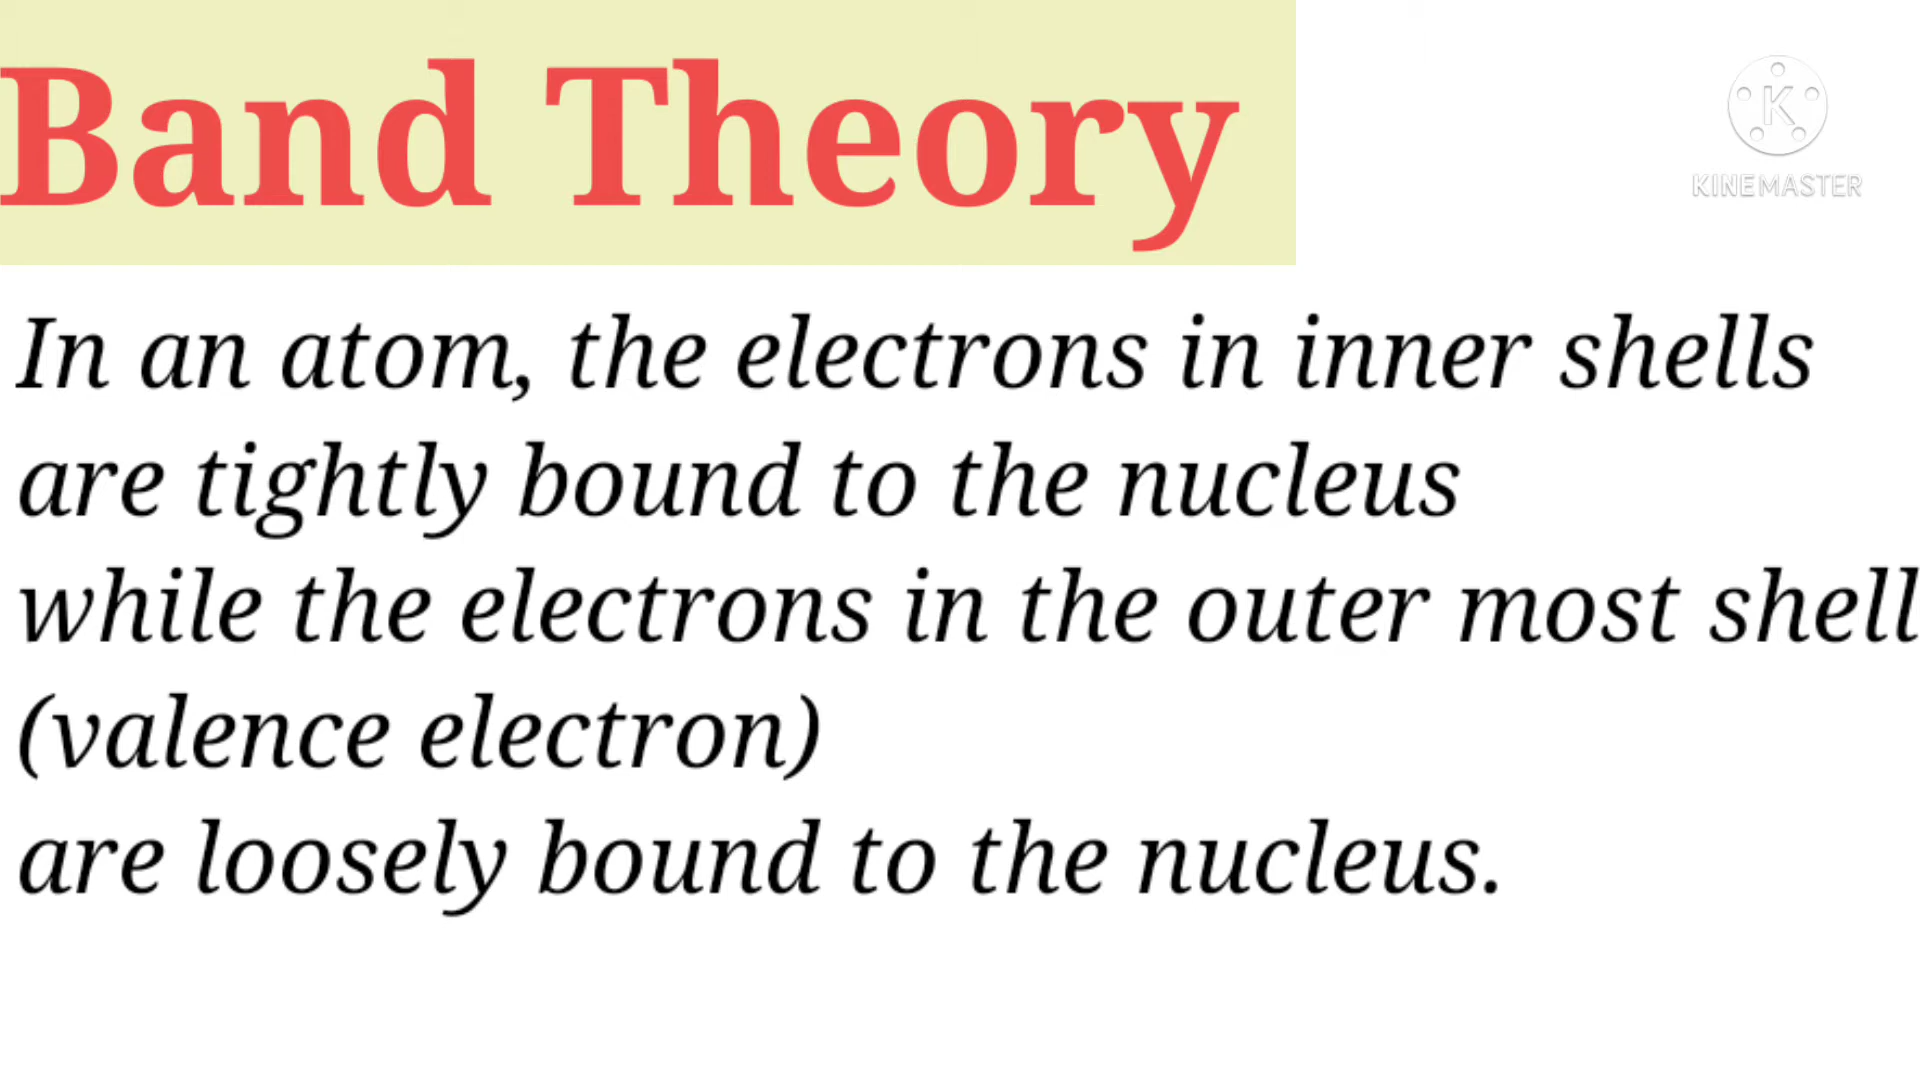 Band Theory
K
KINEMASTER
In an atom, the electrons in inner shells
are tightly bound to the nucleus
while the electrons in the outer most shell
(valence electron)
are loosely bound to the nucleus.